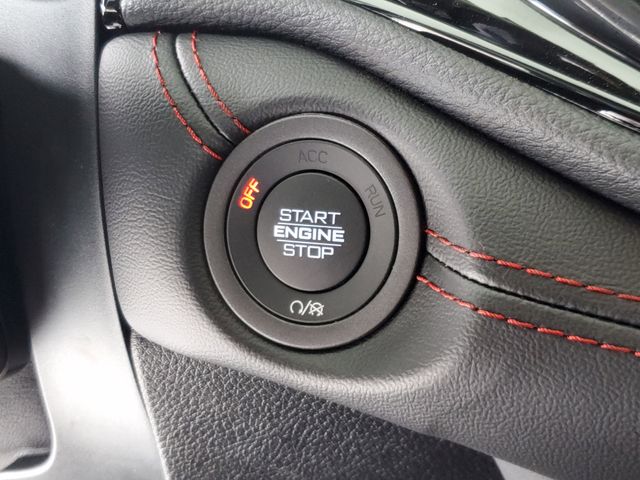 ACC
OFF
RUN
START
ENGINE
STOP